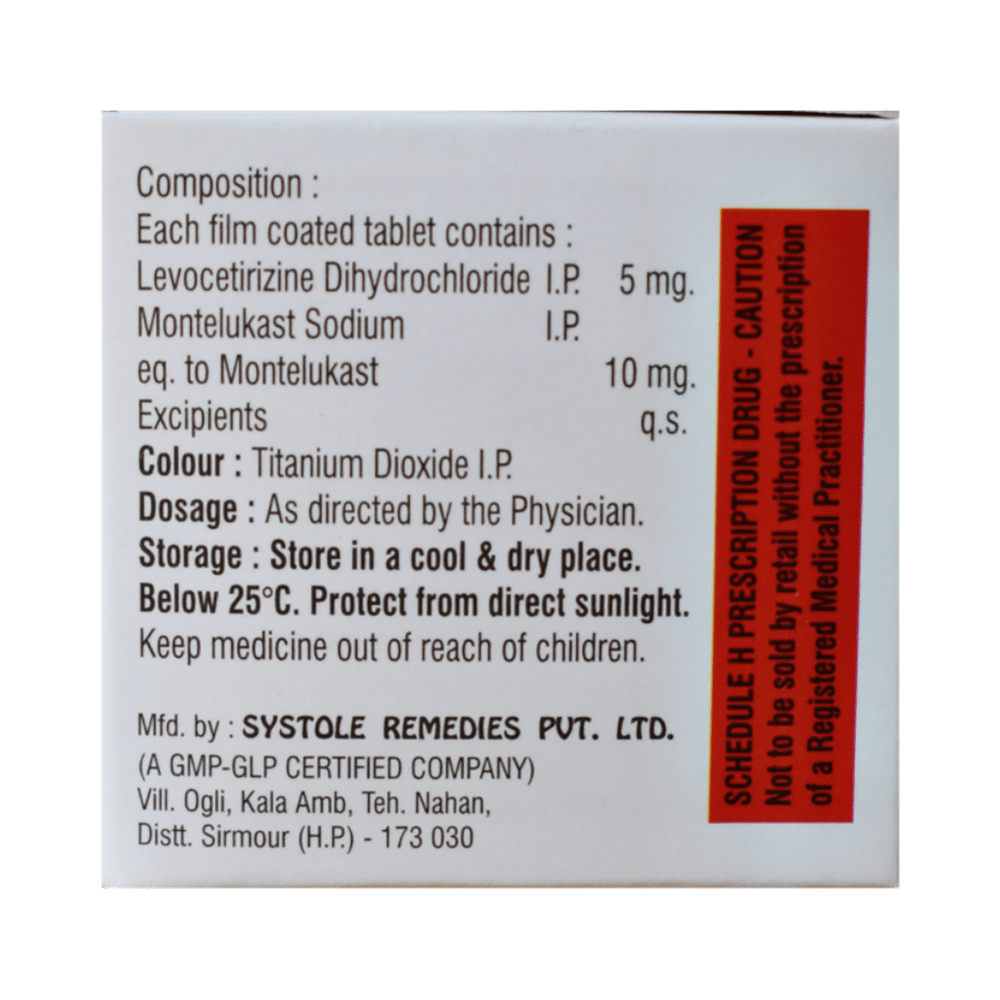 Composition :
Each film coated tablet contains :
Levocetirizine Dihydrochloride I.P. 5 mg.
Montelukast Sodium I.P.
eq. to Montelukast 10 mg.
Excipients q.s.
Colour : Titanium Dioxide I.P.
Dosage : As directed by the Physician.
Storage : Store in a cool & dry place.
Below 25°C. Protect from direct sunlight.
Keep medicine out of reach of children.
Mfd. by : SYSTOLE REMEDIES PVT. LTD.
(A GMP-GLP CERTIFIED COMPANY)
Vill. Ogli, Kala Amb, Teh. Nahan,
Distt. Sirmour (H.P.) - 173 030
SCHEDULE H PRESCRIPTION DRUG - CAUTION
Not to be sold by retail without the prescription
of a Registered Medical Practitioner.